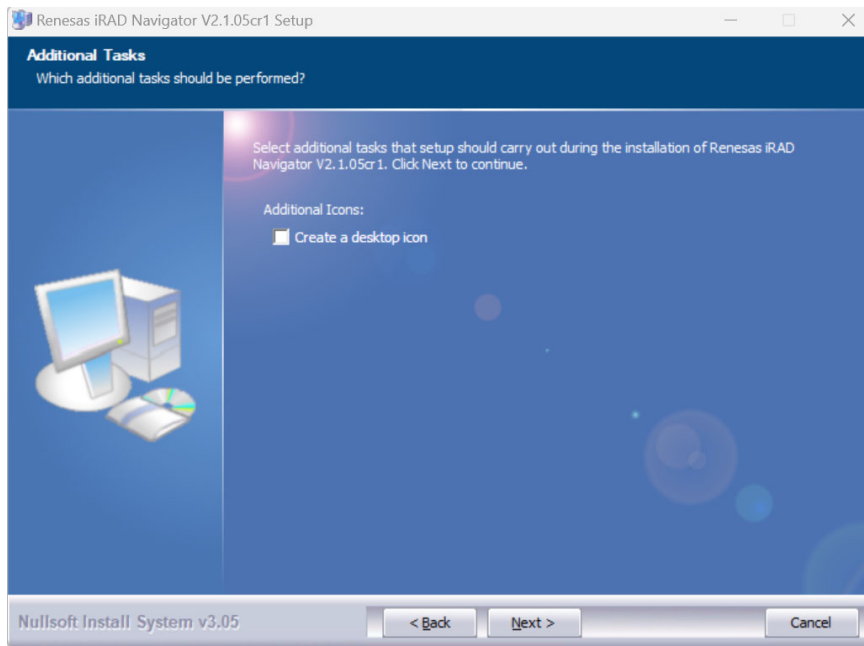 Renesas iRAD Navigator V2.1.05cr1 Setup
Additional Tasks
Which additional tasks should be performed?
Select additional tasks that setup should carry out during the installation of Renesas iRAD
Navigator V2.1.05cr1. Click Next to continue.
Additional Icons:
Create a desktop icon
Nullsoft Install System v3.05
< Back
Next >
Cancel